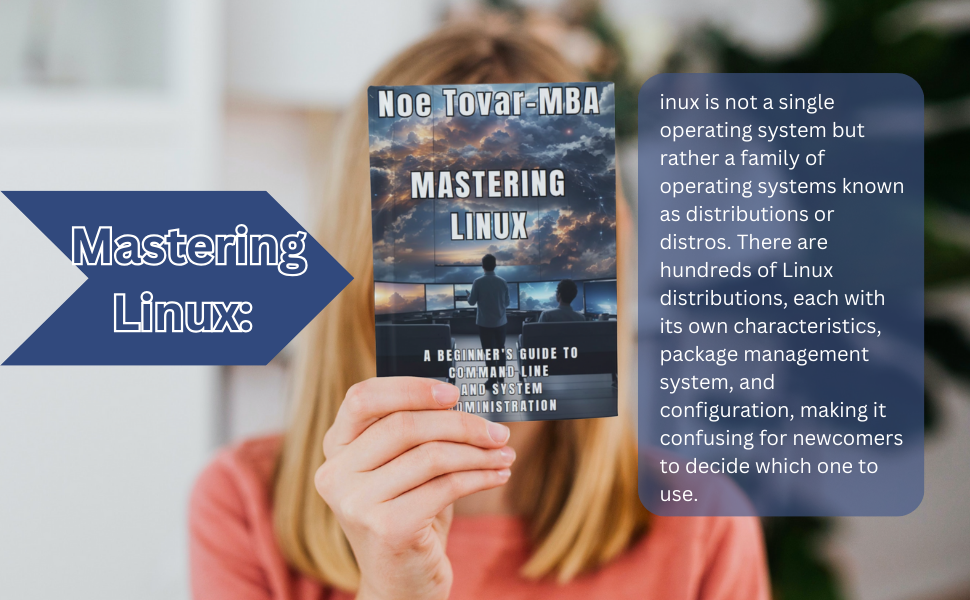 Mastering
Linux:
Noe Tovar-MBA
MASTERING
LINUX
A BEGINNER'S GUIDE TO
COMMAND LINE
AND SYSTEM
DMINISTRATION
inux is not a single
operating system but
rather a family of
operating systems known
as distributions or
distros. There are
hundreds of Linux
distributions, each with
its own characteristics,
package management
system, and
configuration, making it
confusing for newcomers
to decide which one to
use.